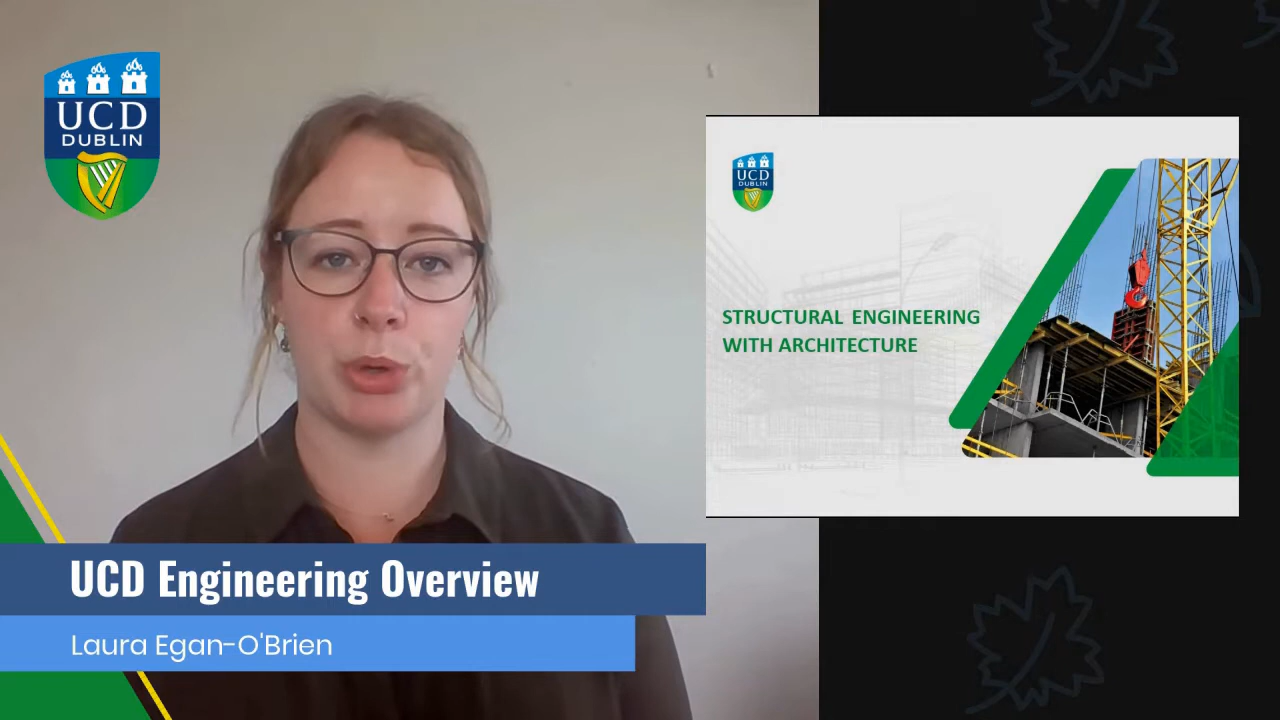 UCD
DUBLIN
UCD
DUBLIN
STRUCTURAL ENGINEERING
WITH ARCHITECTURE
UCD Engineering Overview
Laura Egan-O'Brien